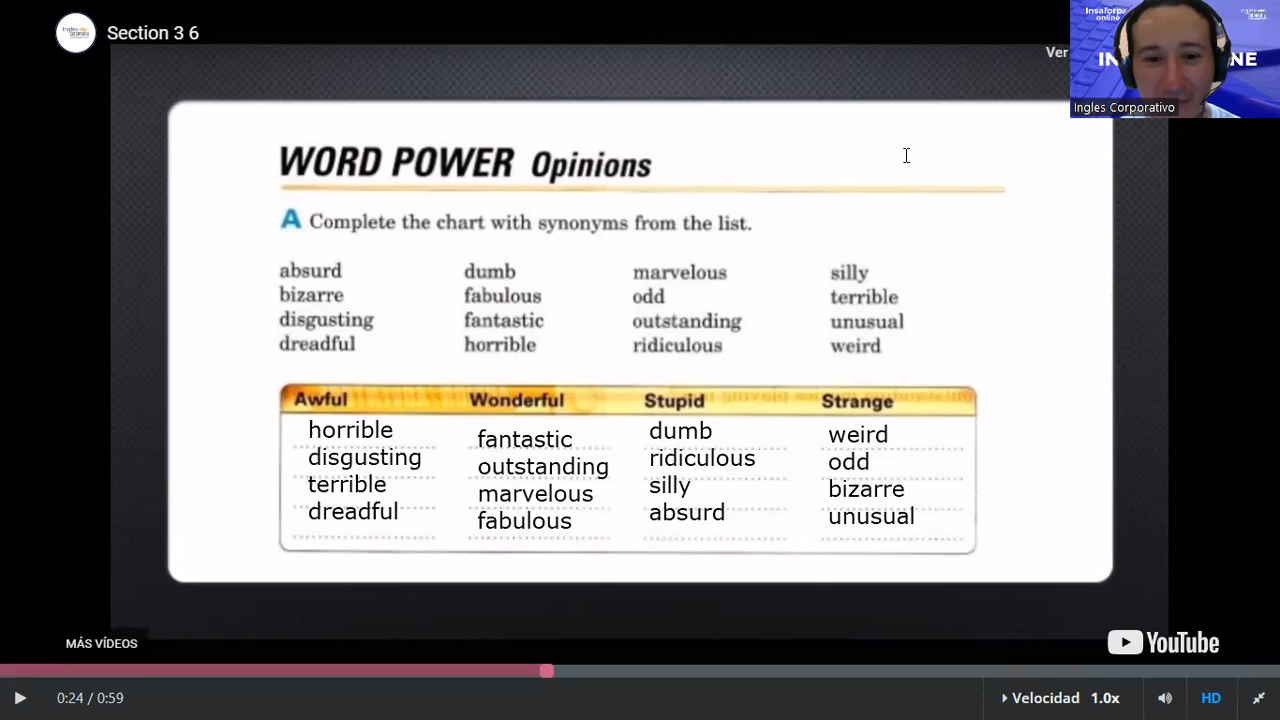 Section 3 6
Ver
Insaforp
online
IN
NE
Ingles Corporativo
WORD POWER Opinions
A Complete the chart with synonyms from the list.
absurd dumb marvelous silly
bizarre fabulous odd terrible
disgusting fantastic outstanding unusual
dreadful horrible ridiculous weird
Awful Wonderful Stupid Strange
horrible fantastic dumb weird
disgusting outstanding ridiculous odd
terrible marvelous silly bizarre
dreadful fabulous absurd unusual
MÁS VÍDEOS
YouTube
0:24 / 0:59
Velocidad 1.0x
HD